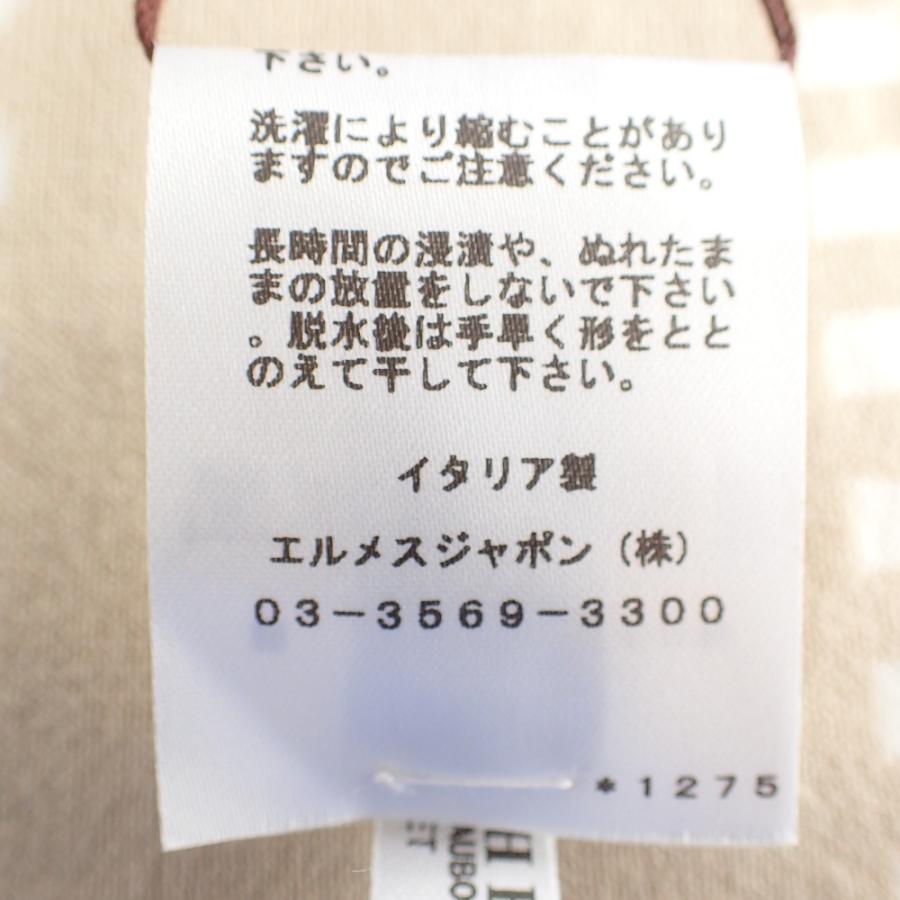 下さい。
洗濯により縮むことがあり
ますのでご注意ください。
長時間の浸漬や、ぬれたま
まの放置をしないで下さい
。脱水後は手早く形をとと
のえて干して下さい。
イタリア製
エルメスジャポン（株）
03-3569-3300
*1275